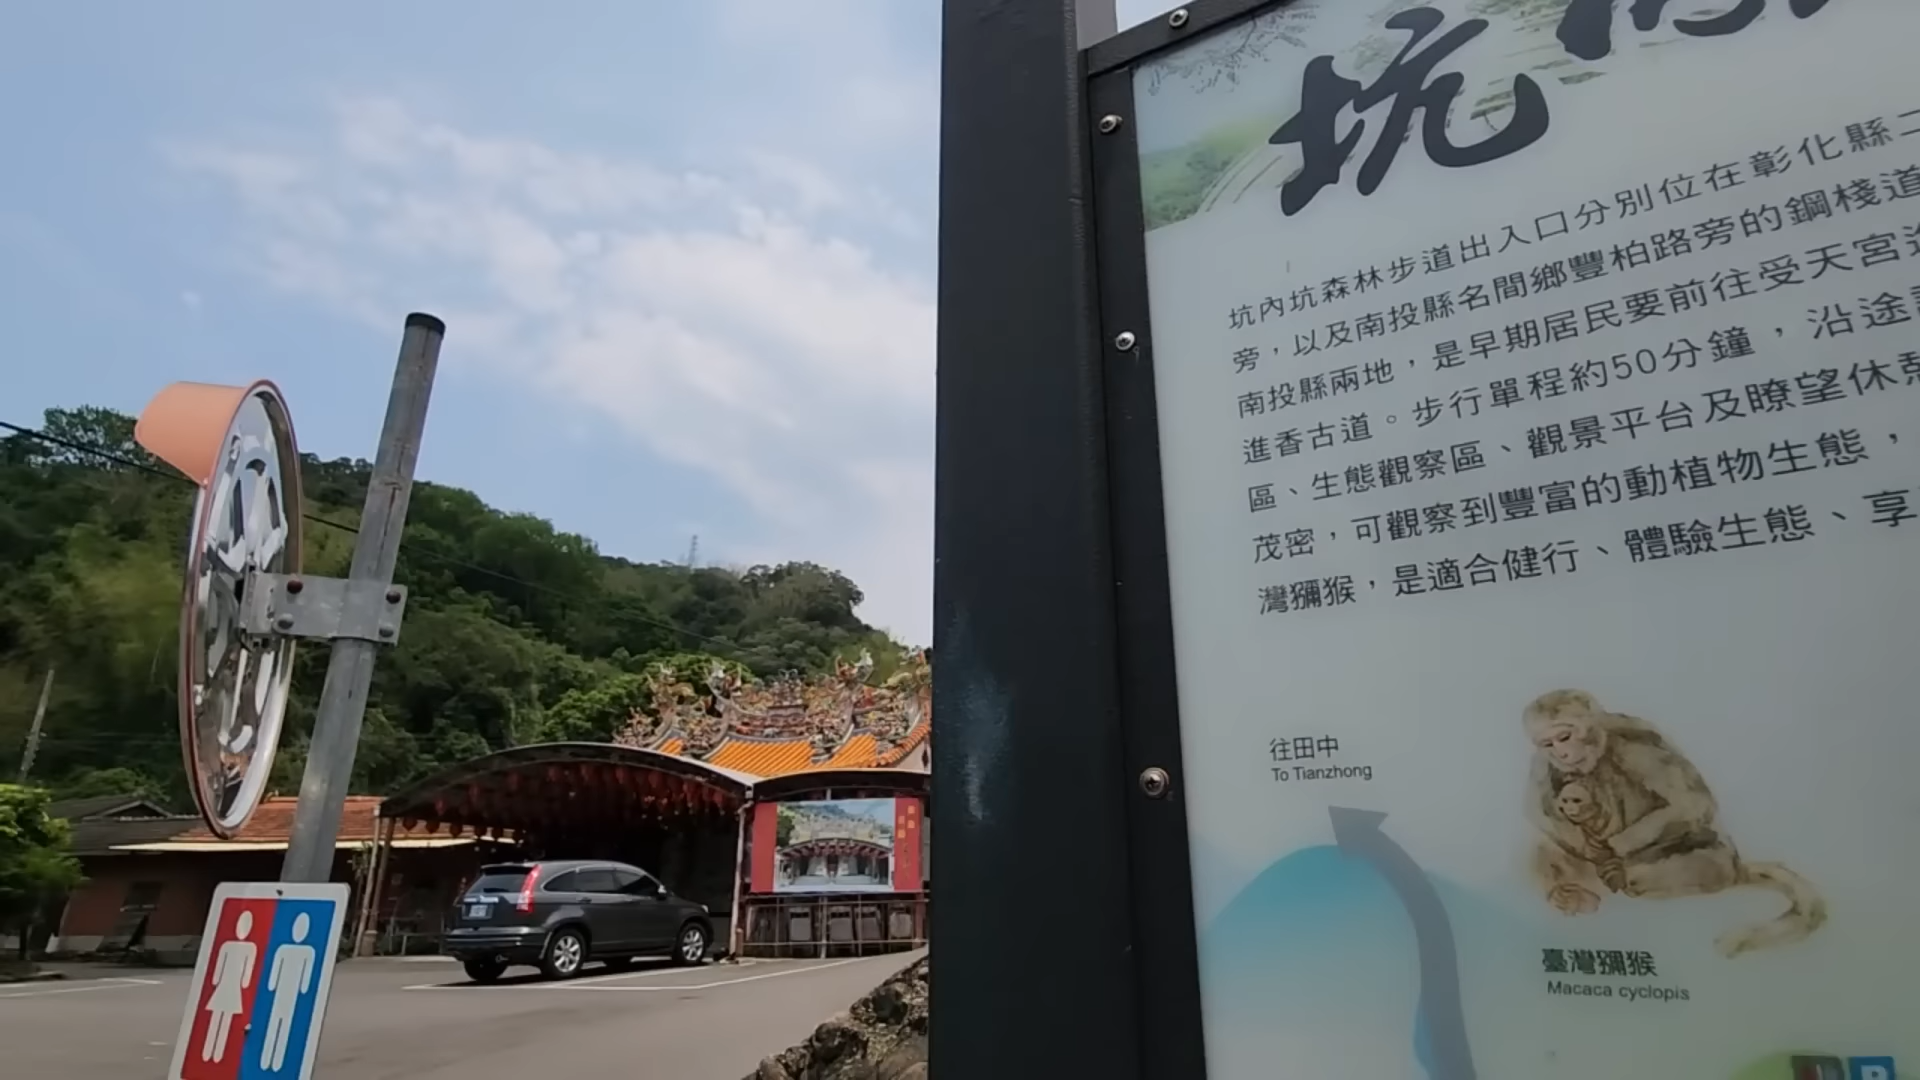 坑
坑內坑森林步道出入口分別位在彰化縣二
旁，以及南投縣名間鄉豐柏路旁的鋼棧道
南投縣兩地，是早期居民要前往受天宮進
進香古道。步行單程約50分鐘，沿途
區、生態觀察區、觀景平台及瞭望休憩
茂密，可觀察到豐富的動植物生態，
灣獼猴，是適合健行、體驗生態、享
往田中
To Tianzhong
臺灣獼猴
Macaca cyclopis